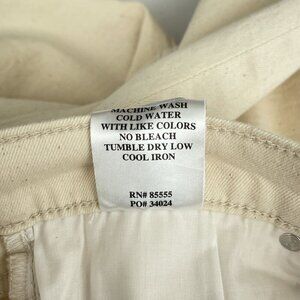 MACHINE WASH
COLD WATER
WITH LIKE COLORS
NO BLEACH
TUMBLE DRY LOW
COOL IRON
RN# 85555
PO# 34024